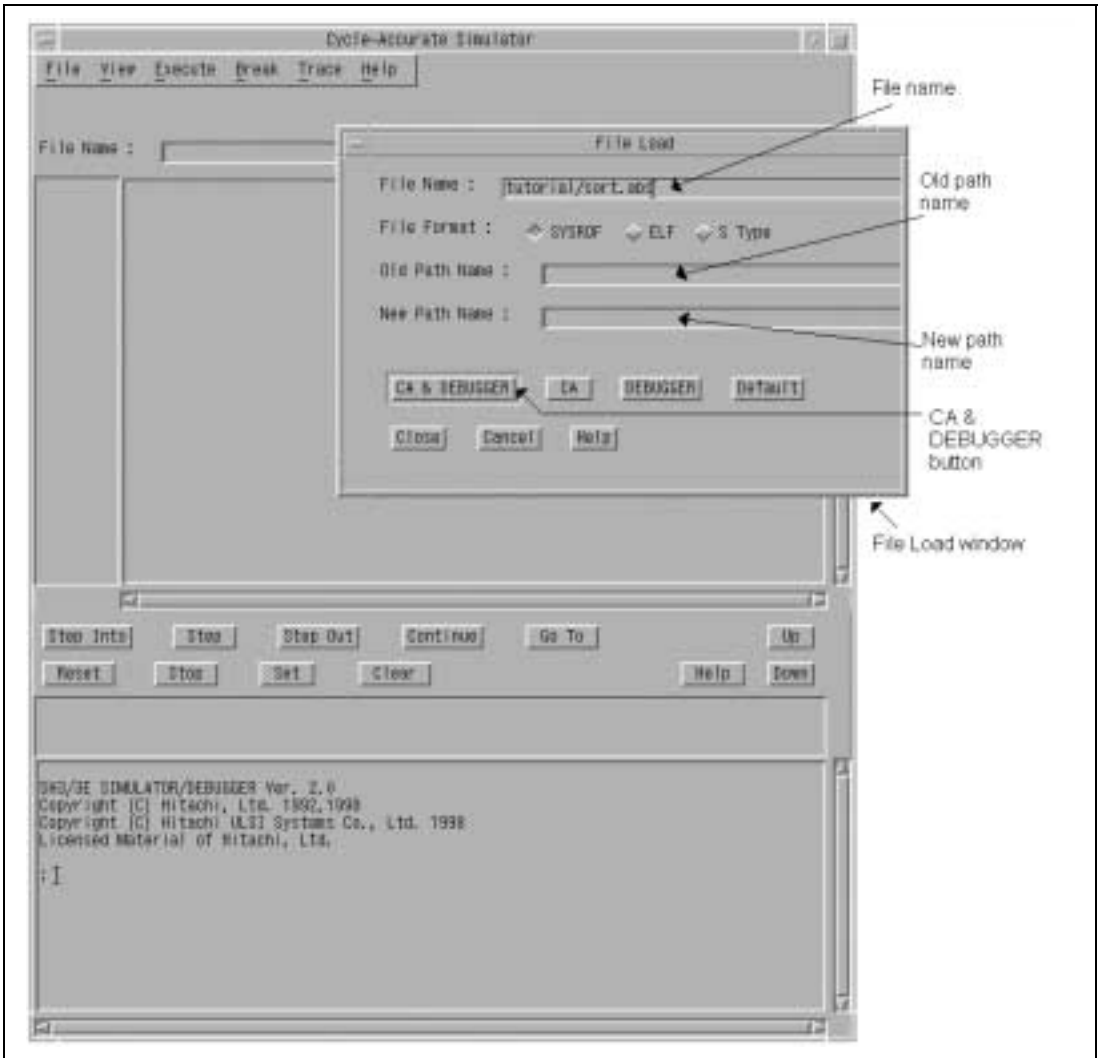 Cycle-Accurate Simulator
File View Execute Break Trace Help
File Name :
File Load
File Name : /tutorial/sort.abs
File Format : SYSROF ELF S Type
Old Path Name :
New Path Name :
CA & DEBUGGER CA DEBUGGER Default
Close Cancel Help
File name
Old path
name
New path
name
CA &
DEBUGGER
button
File Load window
Step Into Step Step Out Continue Go To Up
Reset Stop Set Clear Help Down
SH3/3E SIMULATOR/DEBUGGER Ver. 2.0
Copyright (C) Hitachi, Ltd. 1992,1998
Copyright (C) Hitachi ULSI Systems Co., Ltd. 1998
Licensed Material of Hitachi, Ltd.
: